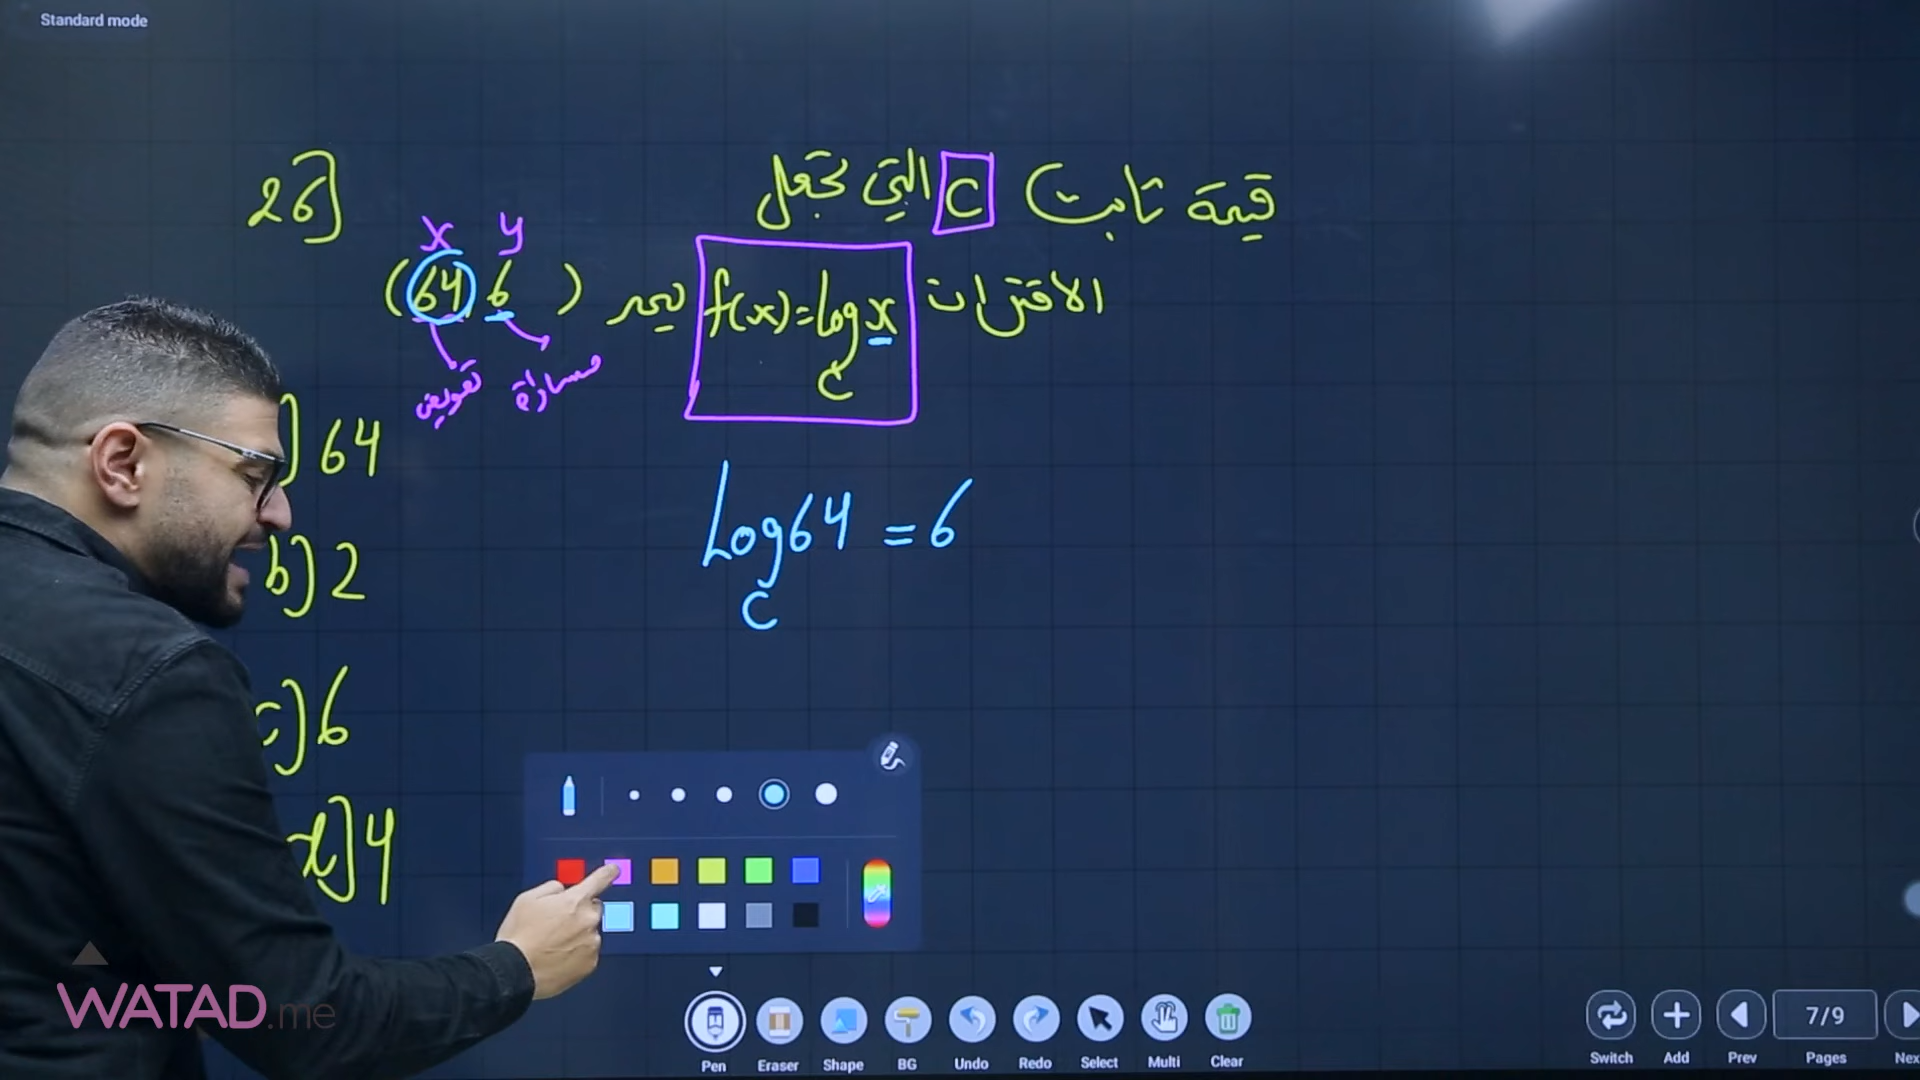 Standard mode
26]
قيمة ثابت C التي تجعل
الاقتران f(x)=log_c x يمر (64, 6)
x y
تعويض مساواة
] 64
log_c 64 = 6
b] 2
c] 6
d] 4
WATAD.me
Pen Eraser Shape BG Undo Redo Select Multi Clear
7/9
Switch Add Prev Pages Nex